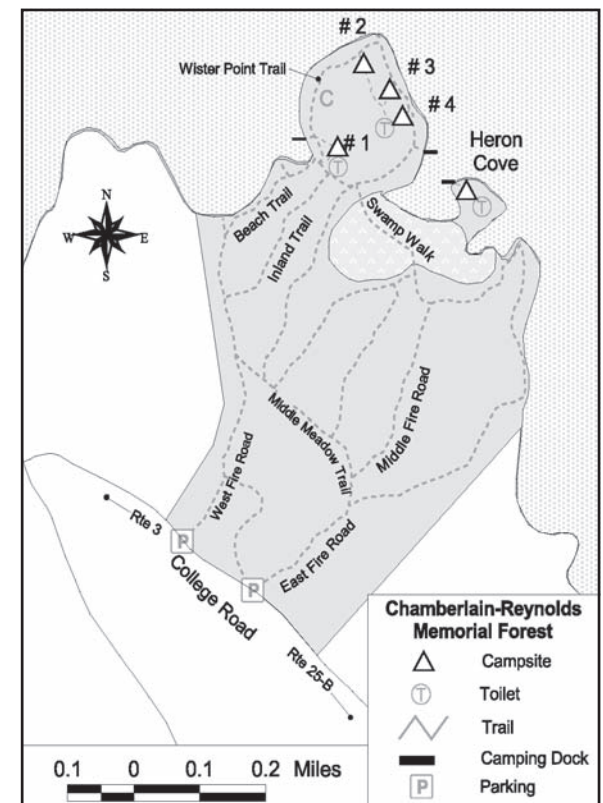 # 2
Wister Point Trail
# 3
C
# 4
T
# 1
T
Heron
Cove
T
N
W E
S
Beach Trail
Inland Trail
Swamp Walk
Middle Meadow Trail
Middle Fire Road
West Fire Road
Rte 3
P
College Road
P
East Fire Road
Rte 25-B
Chamberlain-Reynolds
Memorial Forest
Campsite
T Toilet
Trail
Camping Dock
P Parking
0.1 0 0.1 0.2 Miles